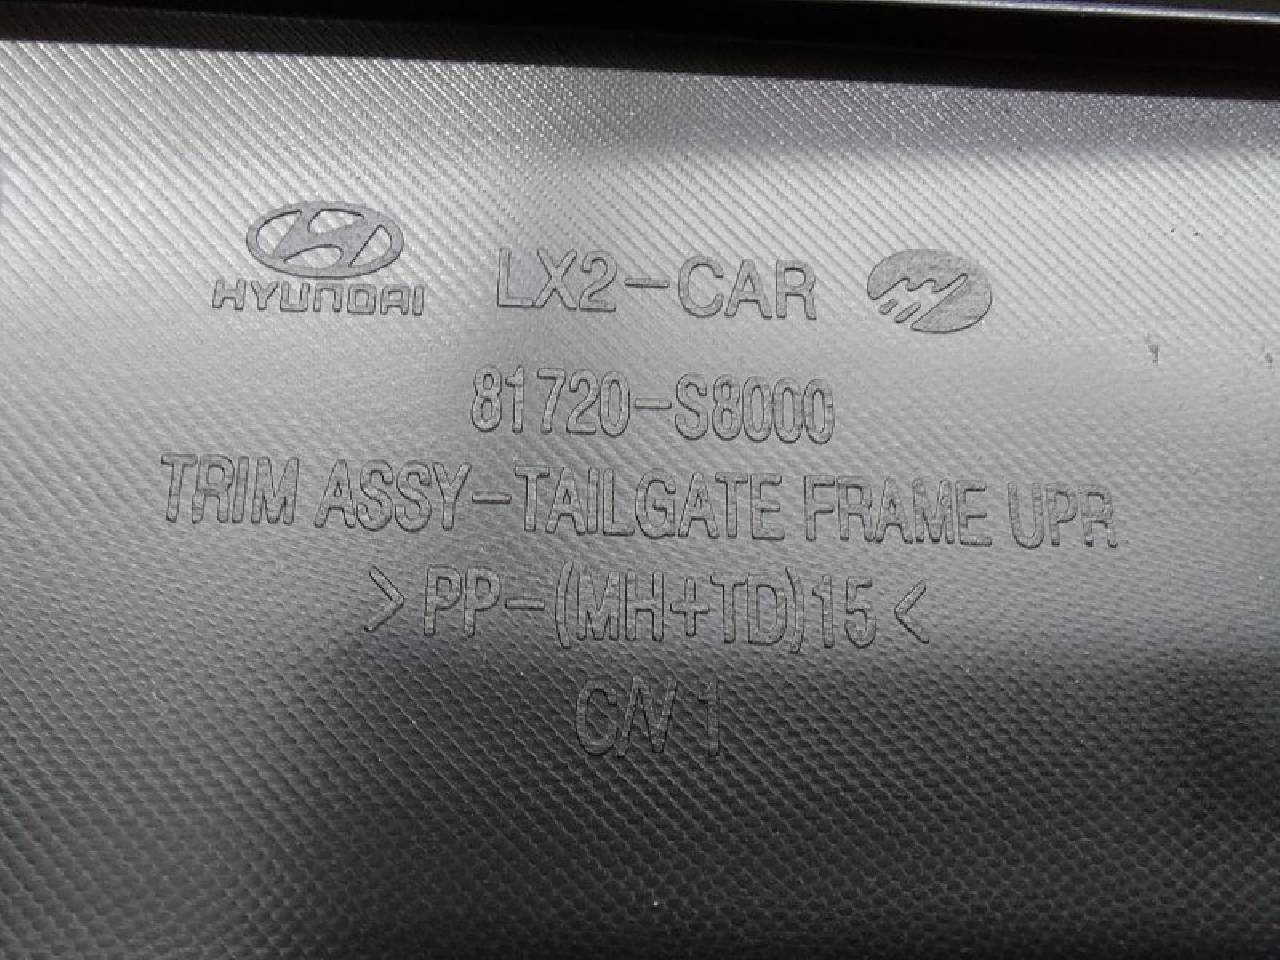 HYUNDAI LX2-CAR
81720-S8000
TRIM ASSY-TAILGATE FRAME UPR
>PP-(MH+TD)15<
C/V 1